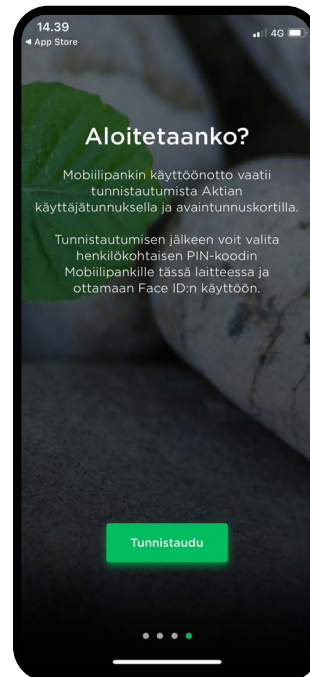 14.39
◀ App Store
4G
Aloitetaanko?
Mobiilipankin käyttöönotto vaatii
tunnistautumista Aktian
käyttäjätunnuksella ja avaintunnuskortilla.
Tunnistautumisen jälkeen voit valita
henkilökohtaisen PIN-koodin
Mobiilipankille tässä laitteessa ja
ottamaan Face ID:n käyttöön.
Tunnistaudu